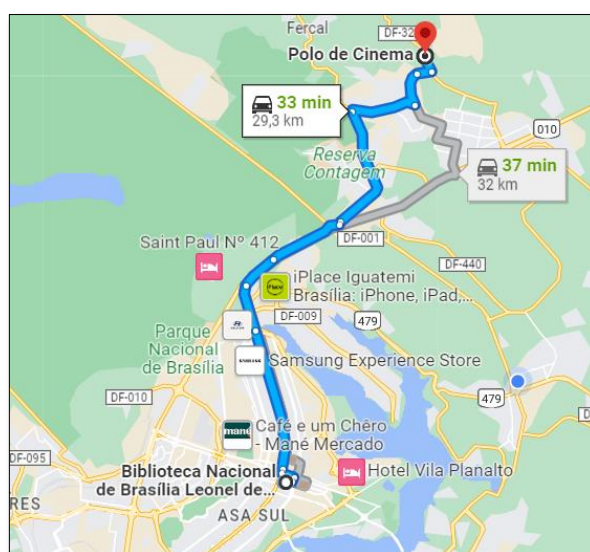 Fercal
DF-32
Polo de Cinema
33 min
29,3 km
010
Reserva
Contagem
37 min
32 km
DF-001
Saint Paul Nº 412
DF-440
iPlace Iguatemi
Brasília: iPhone, iPad,...
DF-009
479
Parque
Nacional
de Brasília
SAMSUNG
Samsung Experience Store
DF-010
479
mané
Café e um Chêro
- Mané Mercado
DF-095
Biblioteca Nacional
de Brasília Leonel de...
Hotel Vila Planalto
RES
ASA SUL